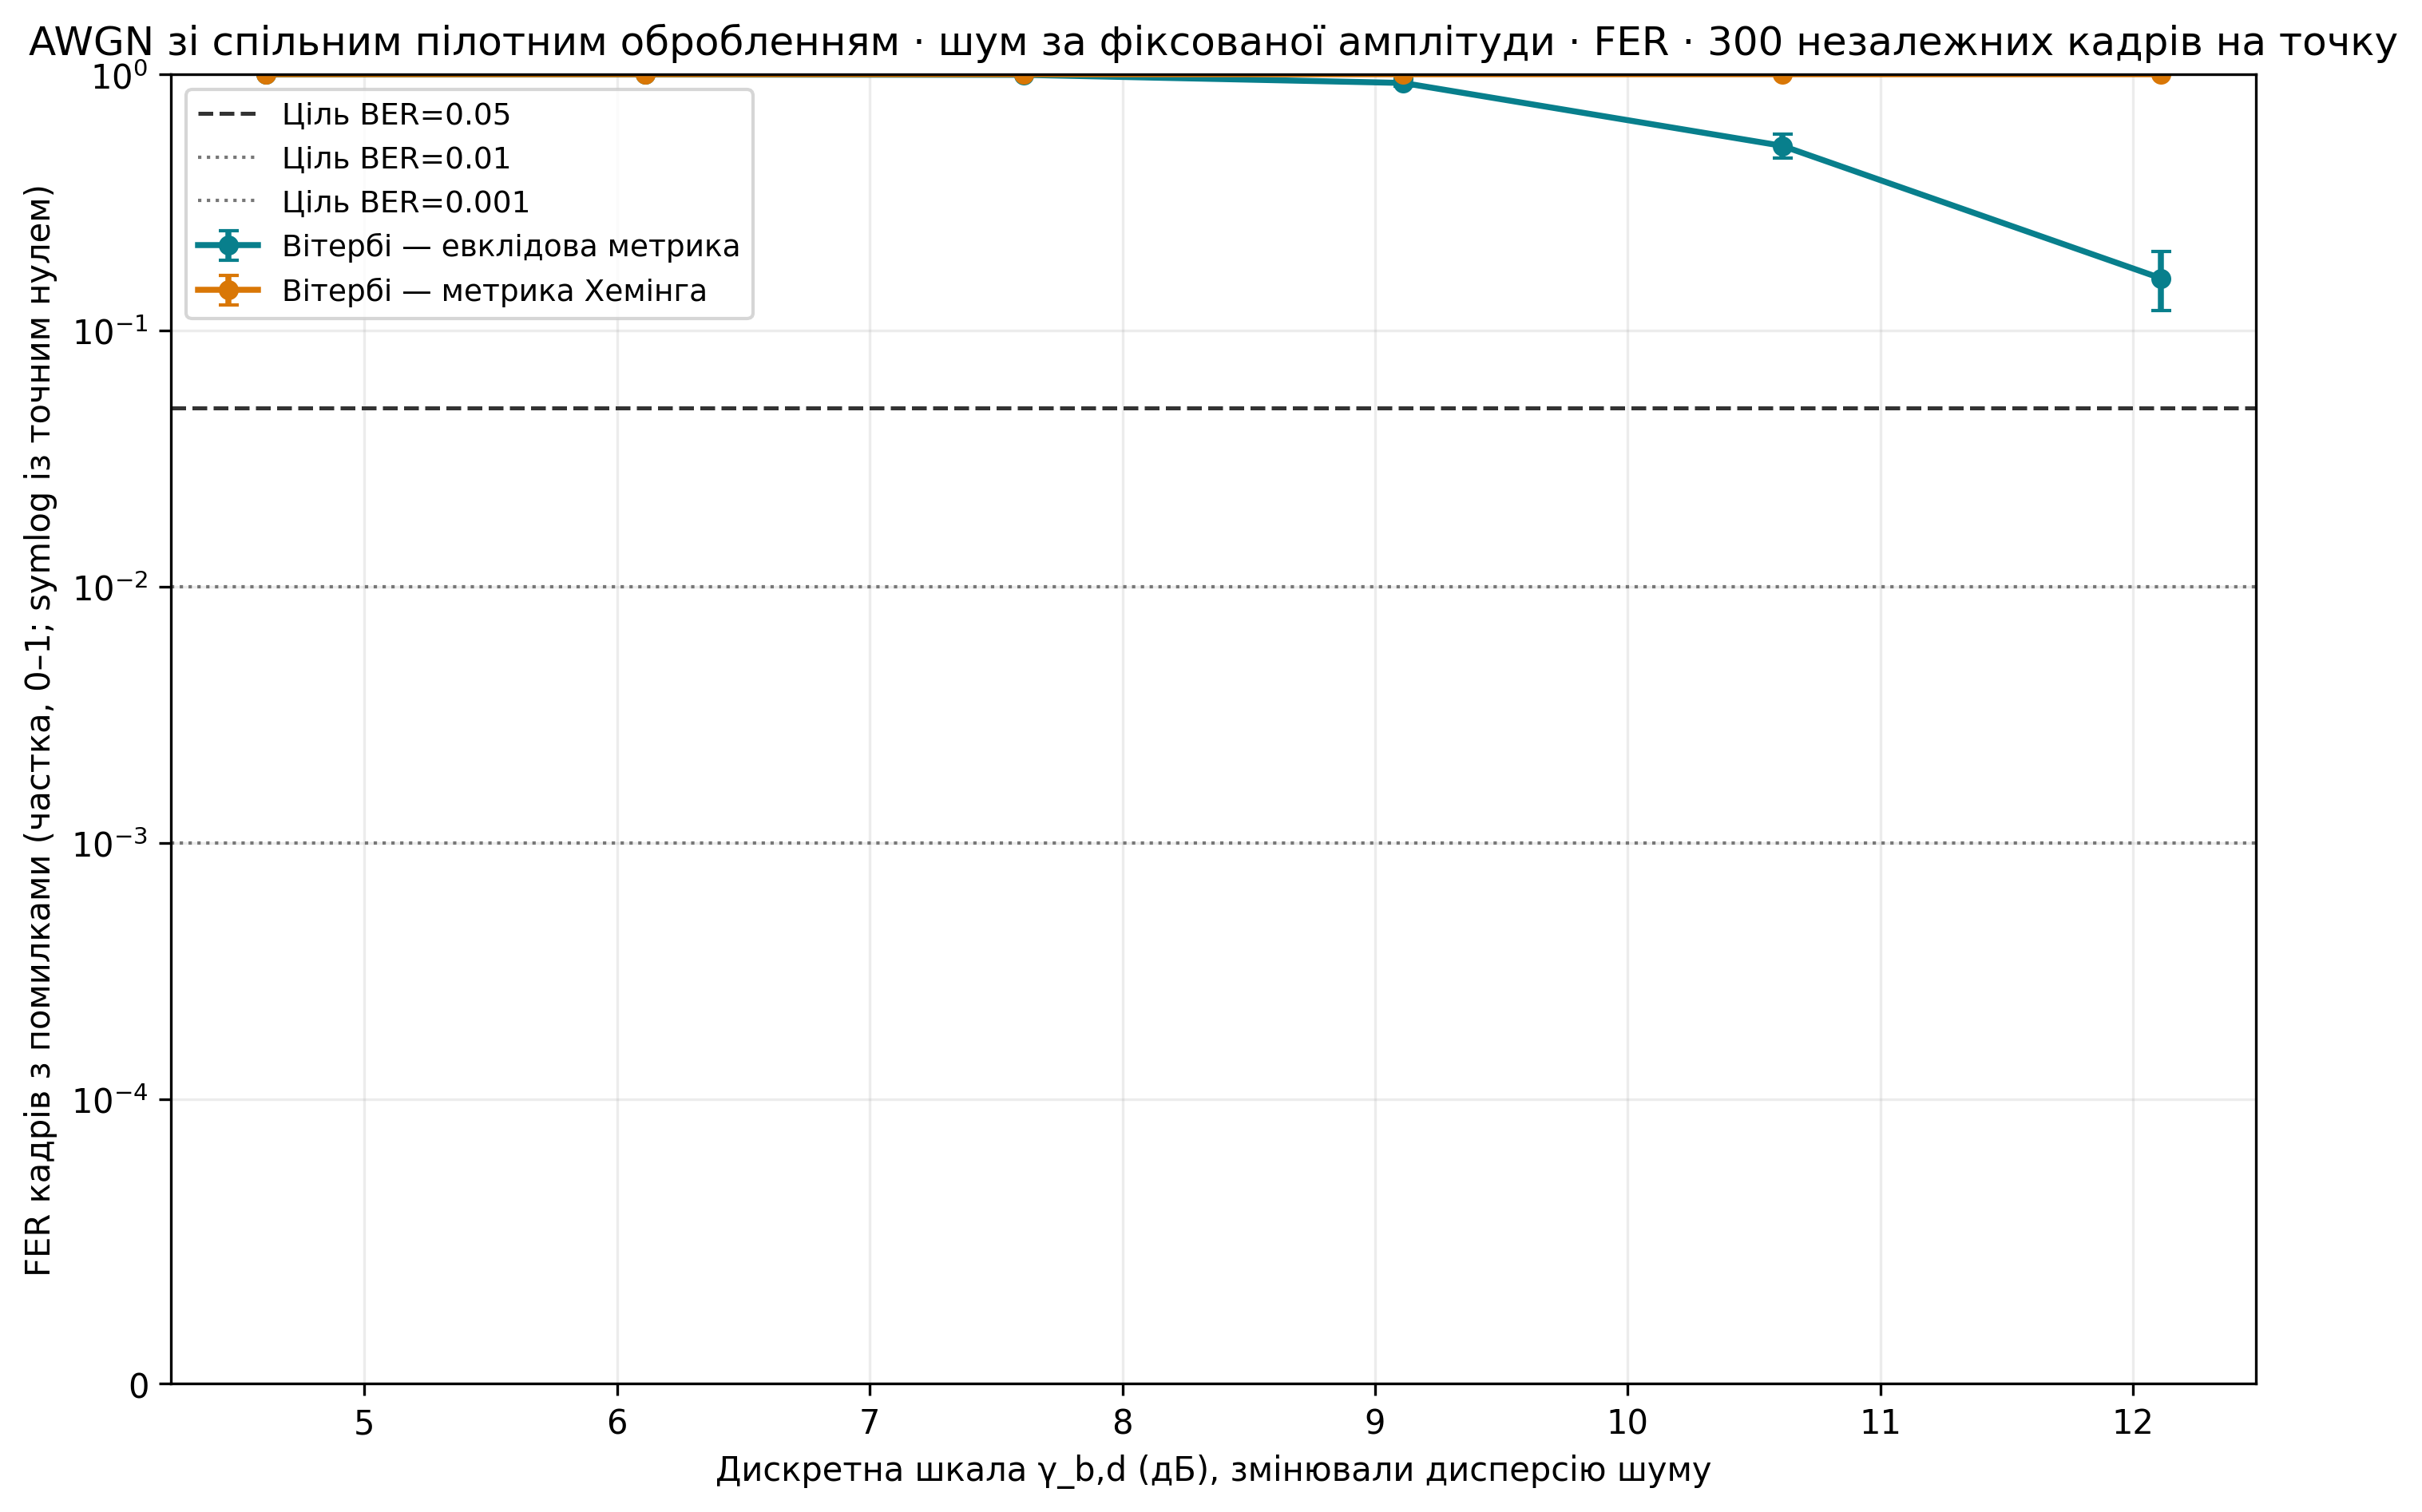 AWGN зі спільним пілотним обробленням · шум за фіксованої амплітуди · FER · 300 незалежних кадрів на точку
FER кадрів з помилками (частка, 0–1; symlog із точним нулем)
10⁰
10⁻¹
10⁻²
10⁻³
10⁻⁴
0
Ціль BER=0.05
Ціль BER=0.01
Ціль BER=0.001
Вітербі — евклідова метрика
Вітербі — метрика Хемінга
5 6 7 8 9 10 11 12
Дискретна шкала γ_b,d (дБ), змінювали дисперсію шуму